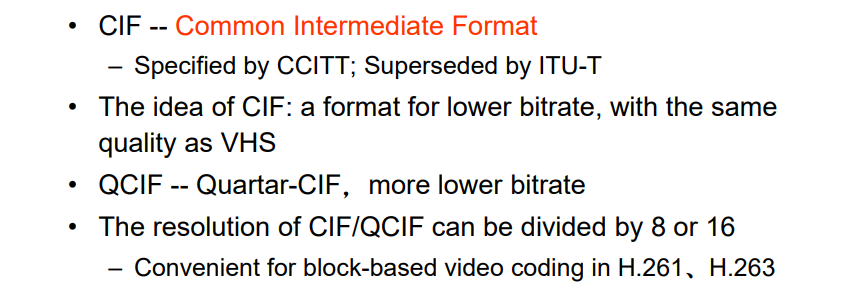 • CIF -- Common Intermediate Format
– Specified by CCITT; Superseded by ITU-T
• The idea of CIF: a format for lower bitrate, with the same
quality as VHS
• QCIF -- Quartar-CIF，more lower bitrate
• The resolution of CIF/QCIF can be divided by 8 or 16
– Convenient for block-based video coding in H.261、H.263